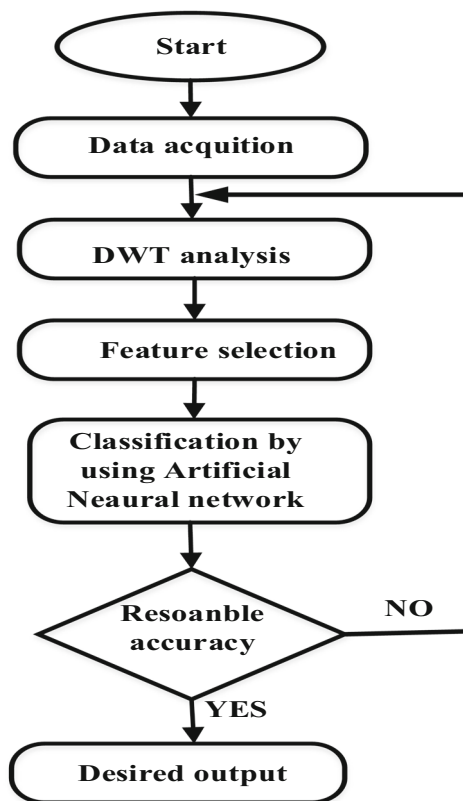 Start
Data acquition
DWT analysis
Feature selection
Classification by
using Artificial
Neaural network
Resoanble
accuracy
NO
YES
Desired output